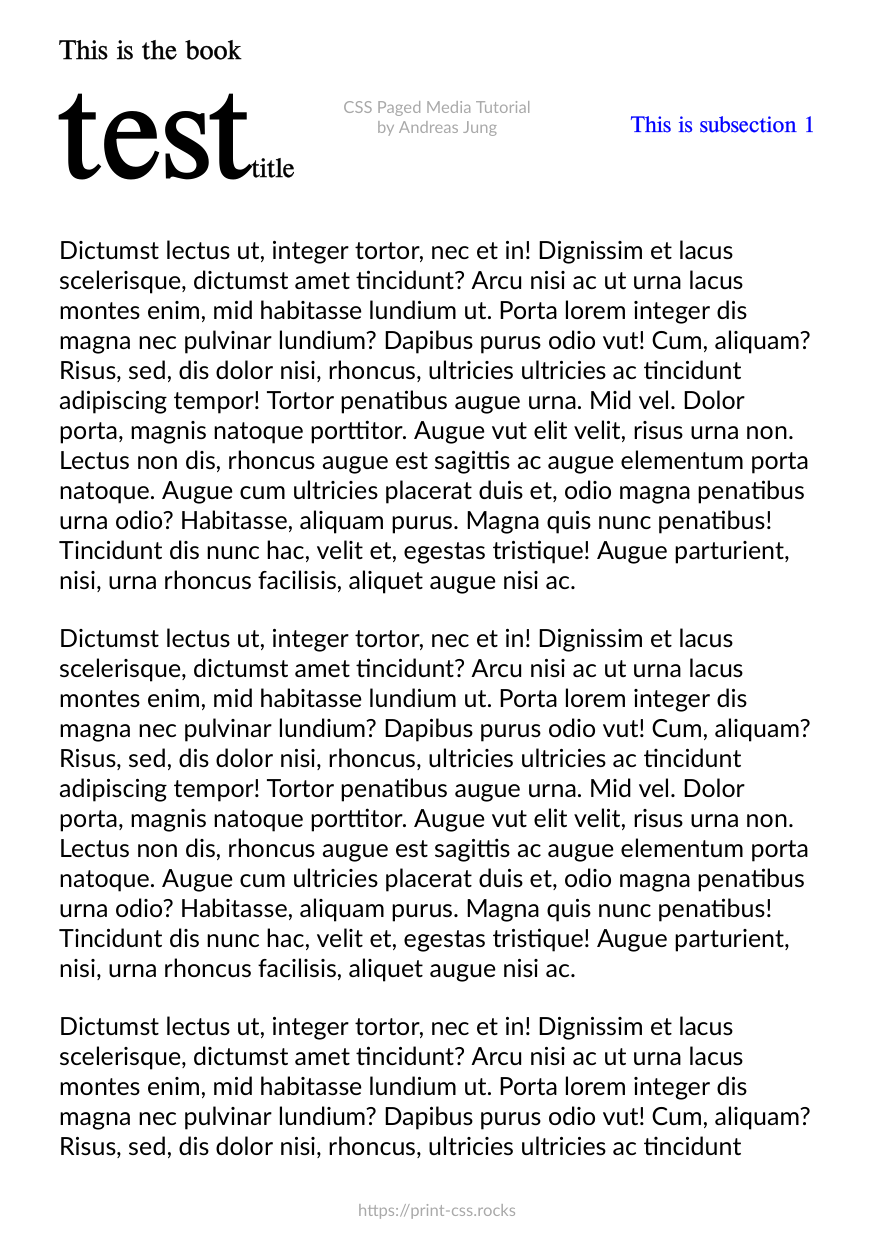 This is the book
testtitle
CSS Paged Media Tutorial
by Andreas Jung
This is subsection 1
Dictumst lectus ut, integer tortor, nec et in! Dignissim et lacus
scelerisque, dictumst amet tincidunt? Arcu nisi ac ut urna lacus
montes enim, mid habitasse lundium ut. Porta lorem integer dis
magna nec pulvinar lundium? Dapibus purus odio vut! Cum, aliquam?
Risus, sed, dis dolor nisi, rhoncus, ultricies ultricies ac tincidunt
adipiscing tempor! Tortor penatibus augue urna. Mid vel. Dolor
porta, magnis natoque porttitor. Augue vut elit velit, risus urna non.
Lectus non dis, rhoncus augue est sagittis ac augue elementum porta
natoque. Augue cum ultricies placerat duis et, odio magna penatibus
urna odio? Habitasse, aliquam purus. Magna quis nunc penatibus!
Tincidunt dis nunc hac, velit et, egestas tristique! Augue parturient,
nisi, urna rhoncus facilisis, aliquet augue nisi ac.
Dictumst lectus ut, integer tortor, nec et in! Dignissim et lacus
scelerisque, dictumst amet tincidunt? Arcu nisi ac ut urna lacus
montes enim, mid habitasse lundium ut. Porta lorem integer dis
magna nec pulvinar lundium? Dapibus purus odio vut! Cum, aliquam?
Risus, sed, dis dolor nisi, rhoncus, ultricies ultricies ac tincidunt
adipiscing tempor! Tortor penatibus augue urna. Mid vel. Dolor
porta, magnis natoque porttitor. Augue vut elit velit, risus urna non.
Lectus non dis, rhoncus augue est sagittis ac augue elementum porta
natoque. Augue cum ultricies placerat duis et, odio magna penatibus
urna odio? Habitasse, aliquam purus. Magna quis nunc penatibus!
Tincidunt dis nunc hac, velit et, egestas tristique! Augue parturient,
nisi, urna rhoncus facilisis, aliquet augue nisi ac.
Dictumst lectus ut, integer tortor, nec et in! Dignissim et lacus
scelerisque, dictumst amet tincidunt? Arcu nisi ac ut urna lacus
montes enim, mid habitasse lundium ut. Porta lorem integer dis
magna nec pulvinar lundium? Dapibus purus odio vut! Cum, aliquam?
Risus, sed, dis dolor nisi, rhoncus, ultricies ultricies ac tincidunt
https://print-css.rocks